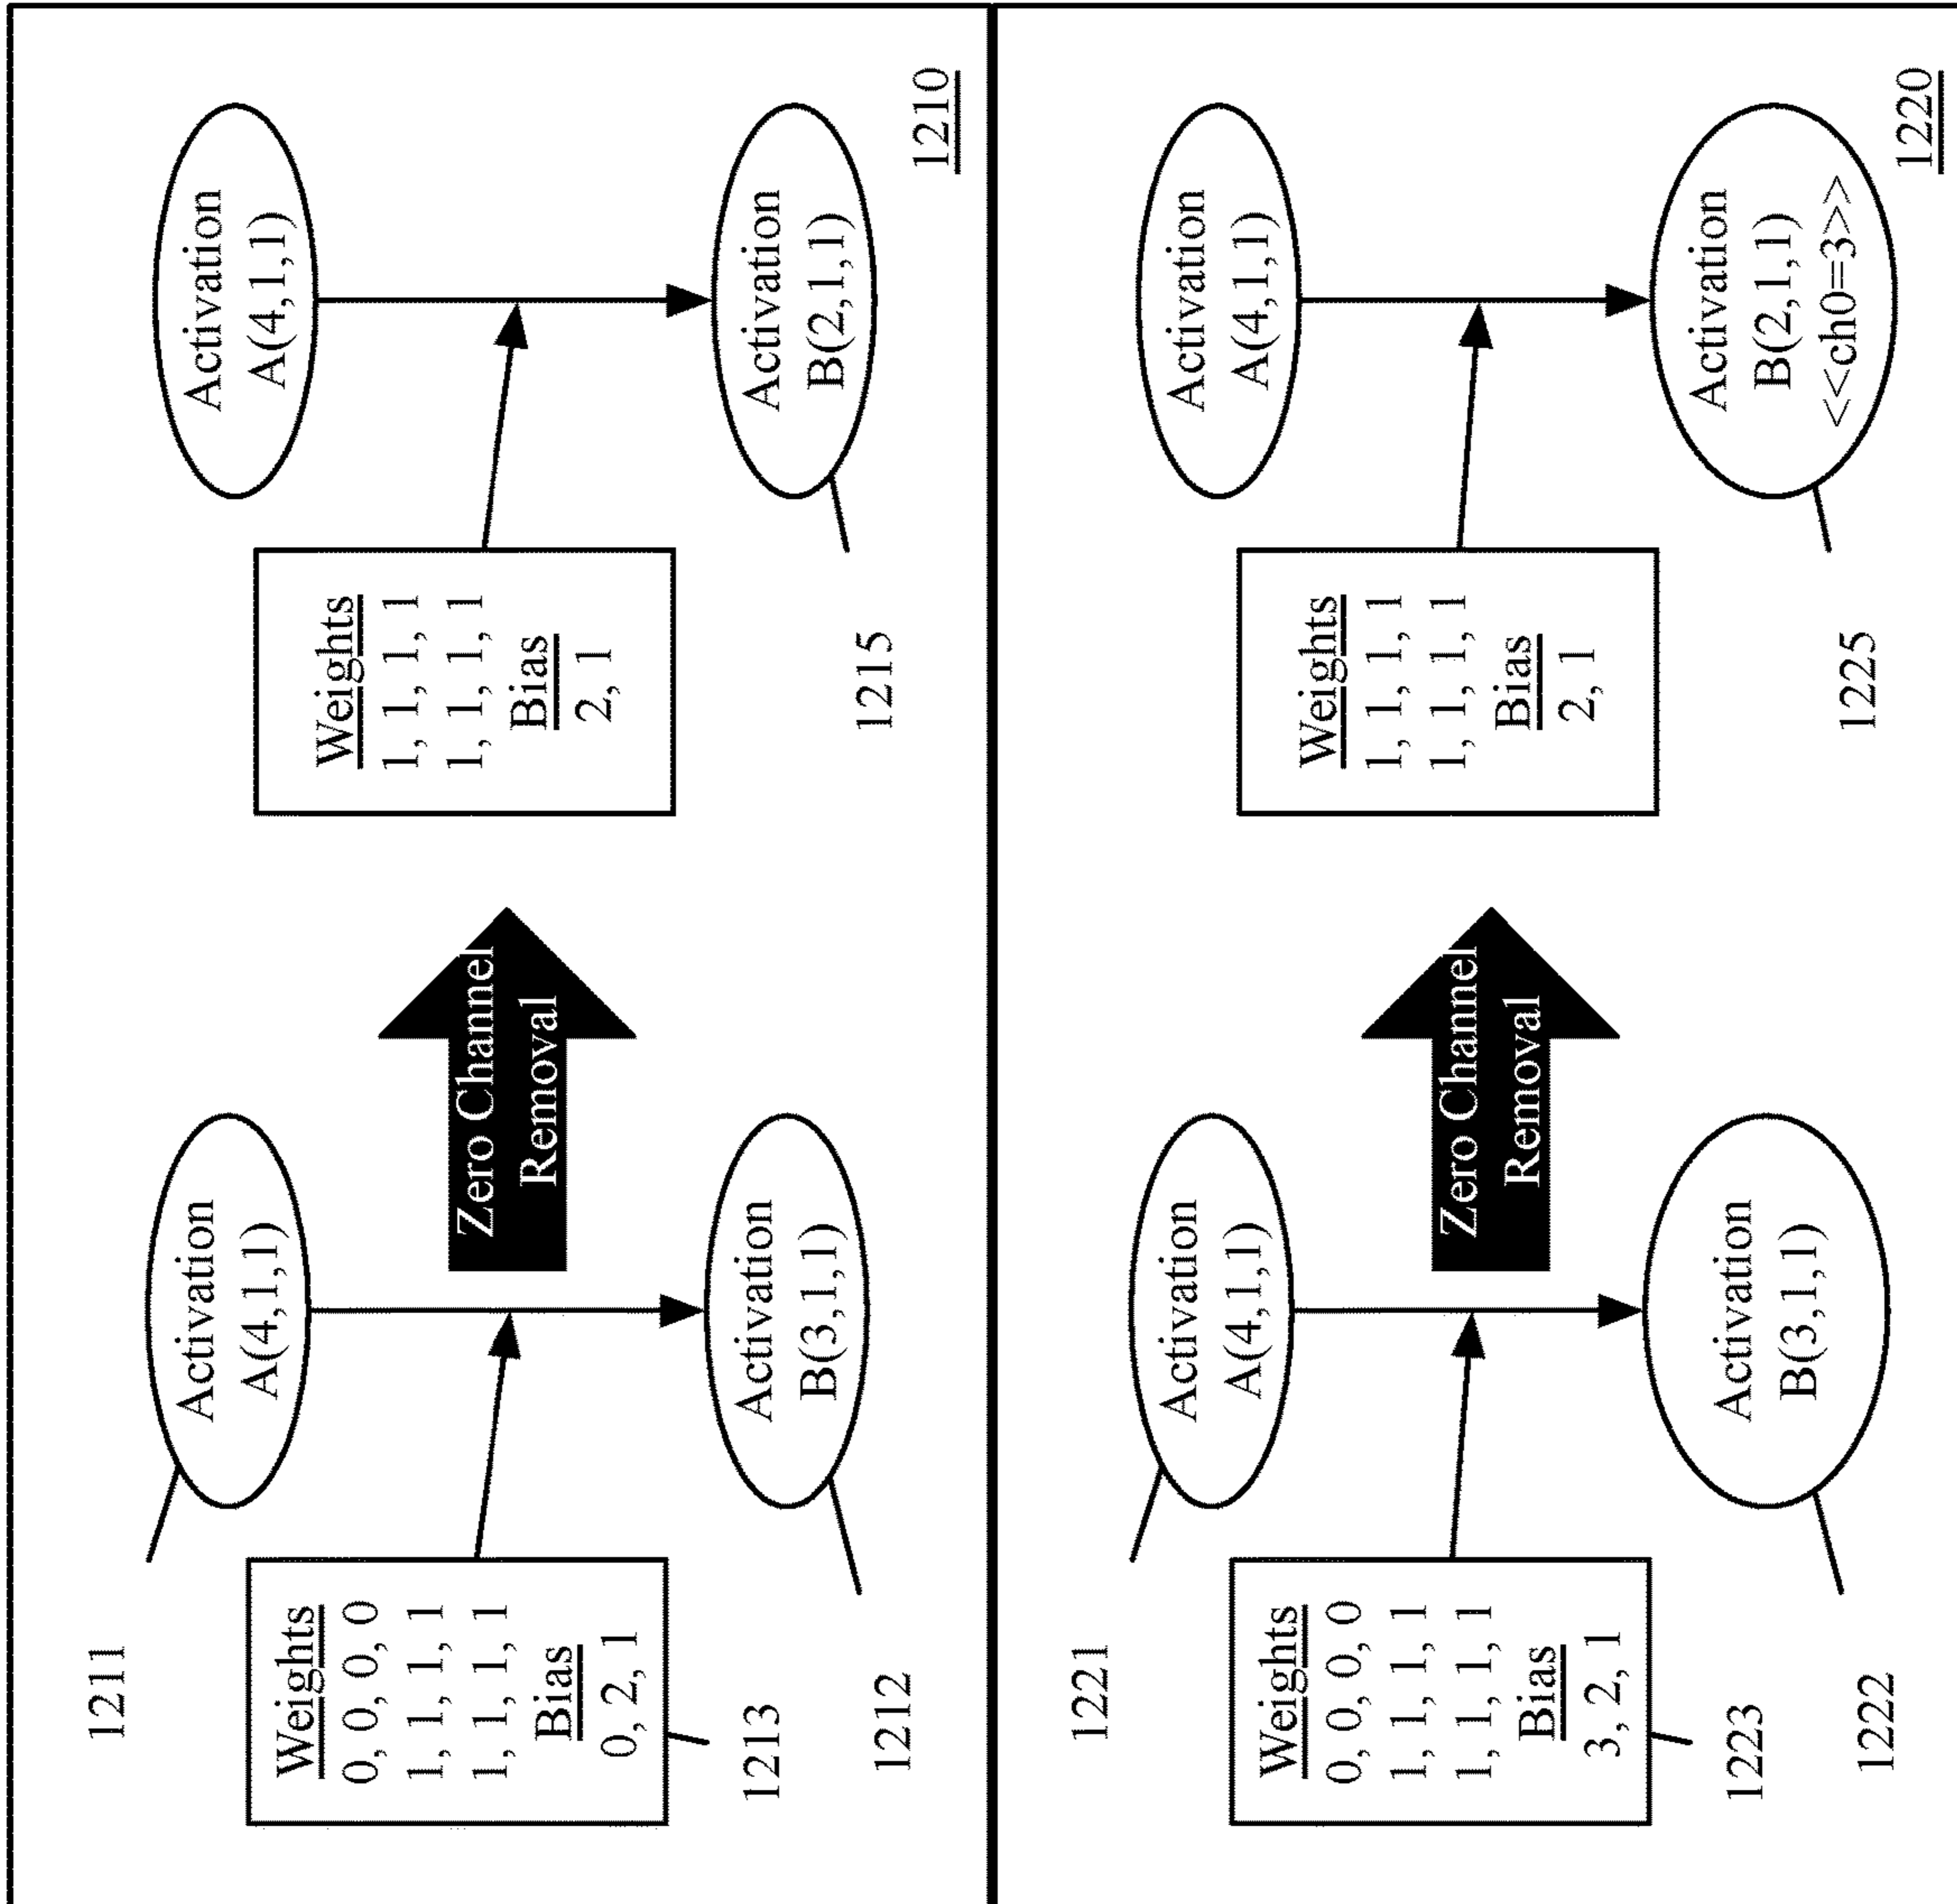 1211
Activation
A(4,1,1)
Weights
0, 0, 0, 0
1, 1, 1, 1
1, 1, 1, 1
Bias
0, 2, 1
1213
Activation
B(3,1,1)
1212
Zero Channel
Removal
Activation
A(4,1,1)
Weights
1, 1, 1, 1
1, 1, 1, 1
Bias
2, 1
Activation
B(2,1,1)
1215
1210
1221
Activation
A(4,1,1)
Weights
0, 0, 0, 0
1, 1, 1, 1
1, 1, 1, 1
Bias
3, 2, 1
1223
Activation
B(3,1,1)
1222
Zero Channel
Removal
Activation
A(4,1,1)
Weights
1, 1, 1, 1
1, 1, 1, 1
Bias
2, 1
Activation
B(2,1,1)
<<ch0=3>>
1225
1220